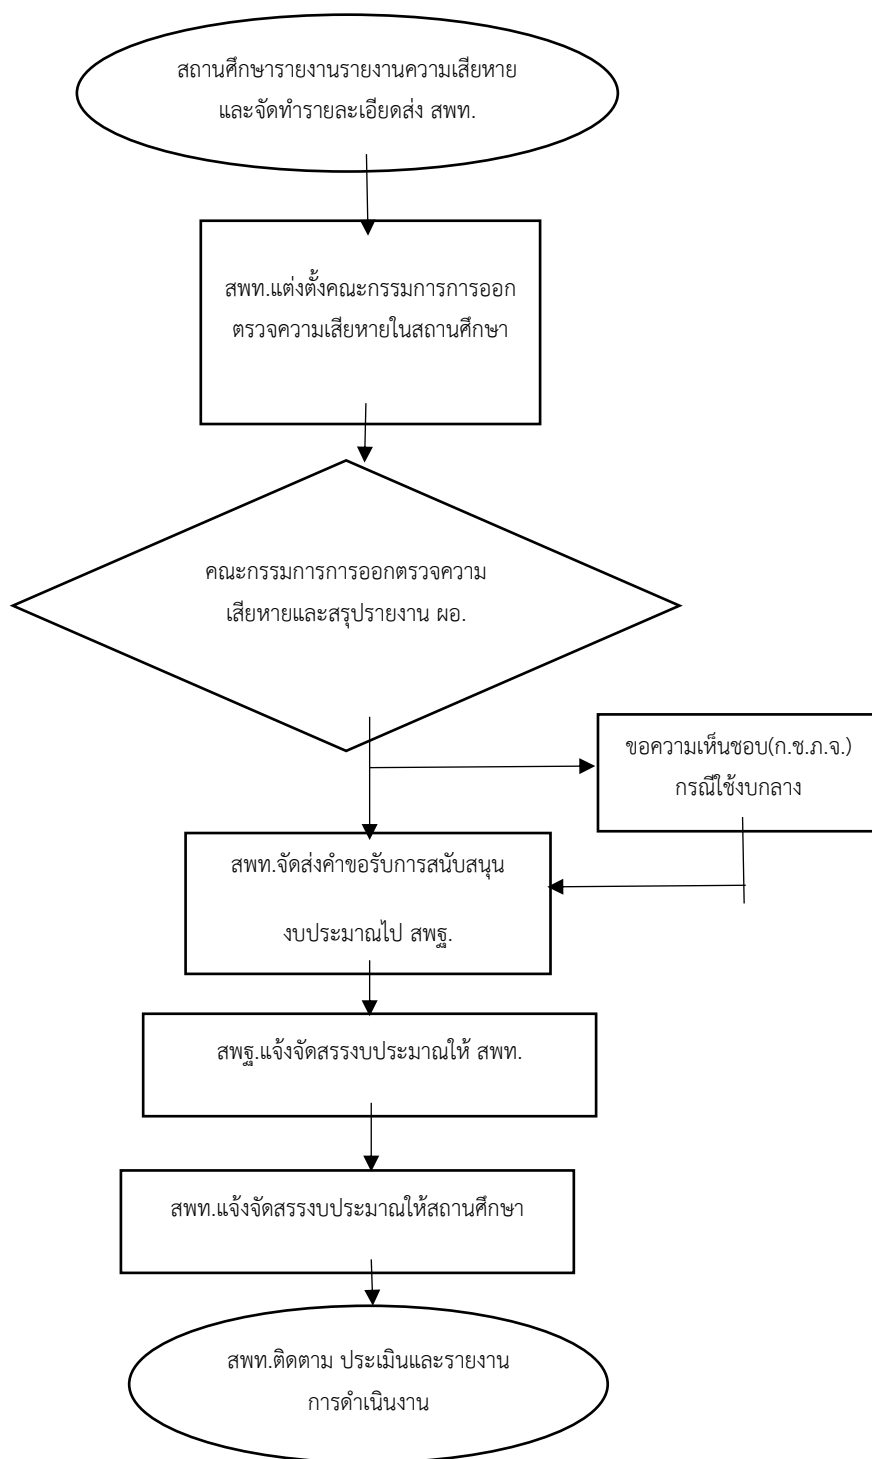 สถานศึกษารายงานรายงานความเสียหาย
และจัดทำรายละเอียดส่ง สพท.
สพท.แต่งตั้งคณะกรรมการการออก
ตรวจความเสียหายในสถานศึกษา
คณะกรรมการการออกตรวจความ
เสียหายและสรุปรายงาน ผอ.
ขอความเห็นชอบ(ก.ช.ภ.จ.)
กรณีใช้งบกลาง
สพท.จัดส่งคำขอรับการสนับสนุน
งบประมาณไป สพฐ.
สพฐ.แจ้งจัดสรรงบประมาณให้ สพท.
สพท.แจ้งจัดสรรงบประมาณให้สถานศึกษา
สพท.ติดตาม ประเมินและรายงาน
การดำเนินงาน